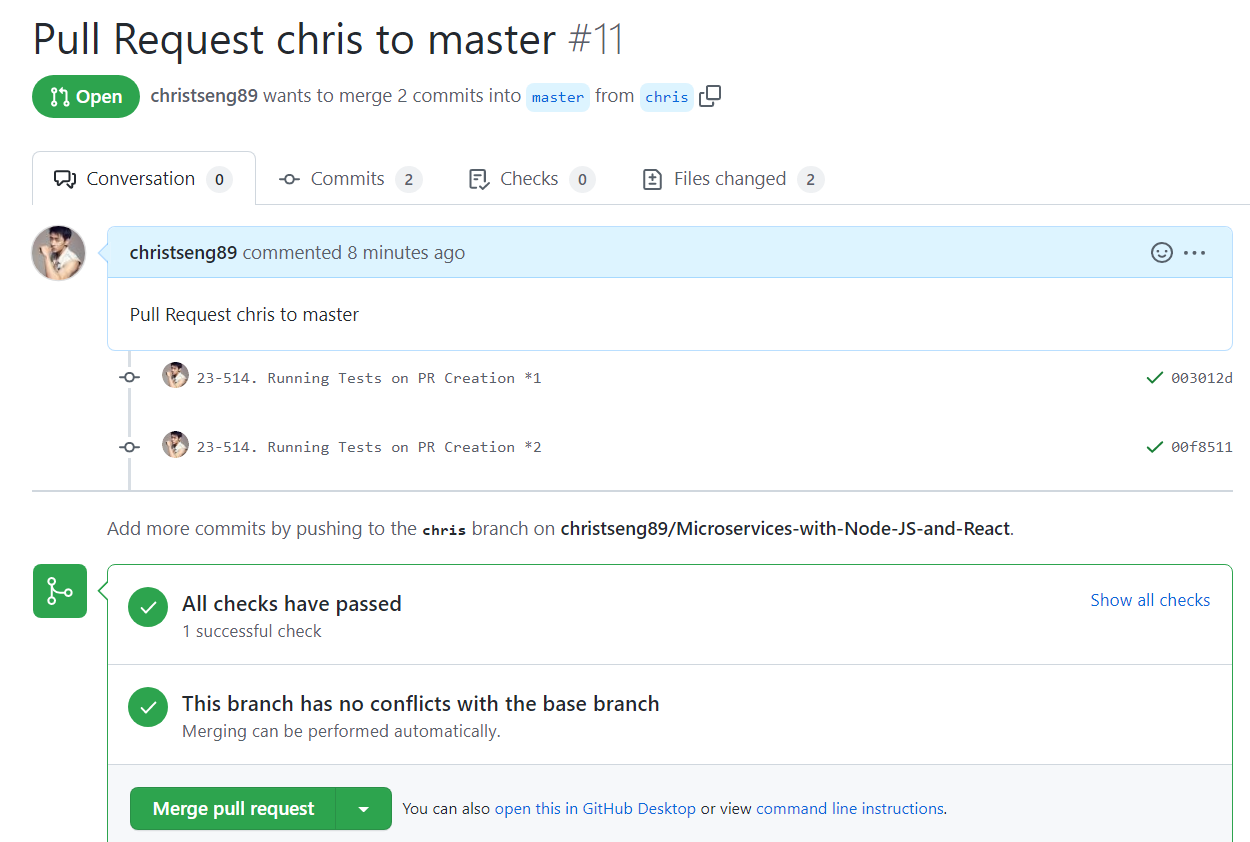 Pull Request chris to master #11
Open christseng89 wants to merge 2 commits into master from chris
Conversation 0 Commits 2 Checks 0 Files changed 2
christseng89 commented 8 minutes ago
Pull Request chris to master
23-514. Running Tests on PR Creation *1 003012d
23-514. Running Tests on PR Creation *2 00f8511
Add more commits by pushing to the chris branch on christseng89/Microservices-with-Node-JS-and-React.
All checks have passed
Show all checks
1 successful check
This branch has no conflicts with the base branch
Merging can be performed automatically.
Merge pull request You can also open this in GitHub Desktop or view command line instructions.